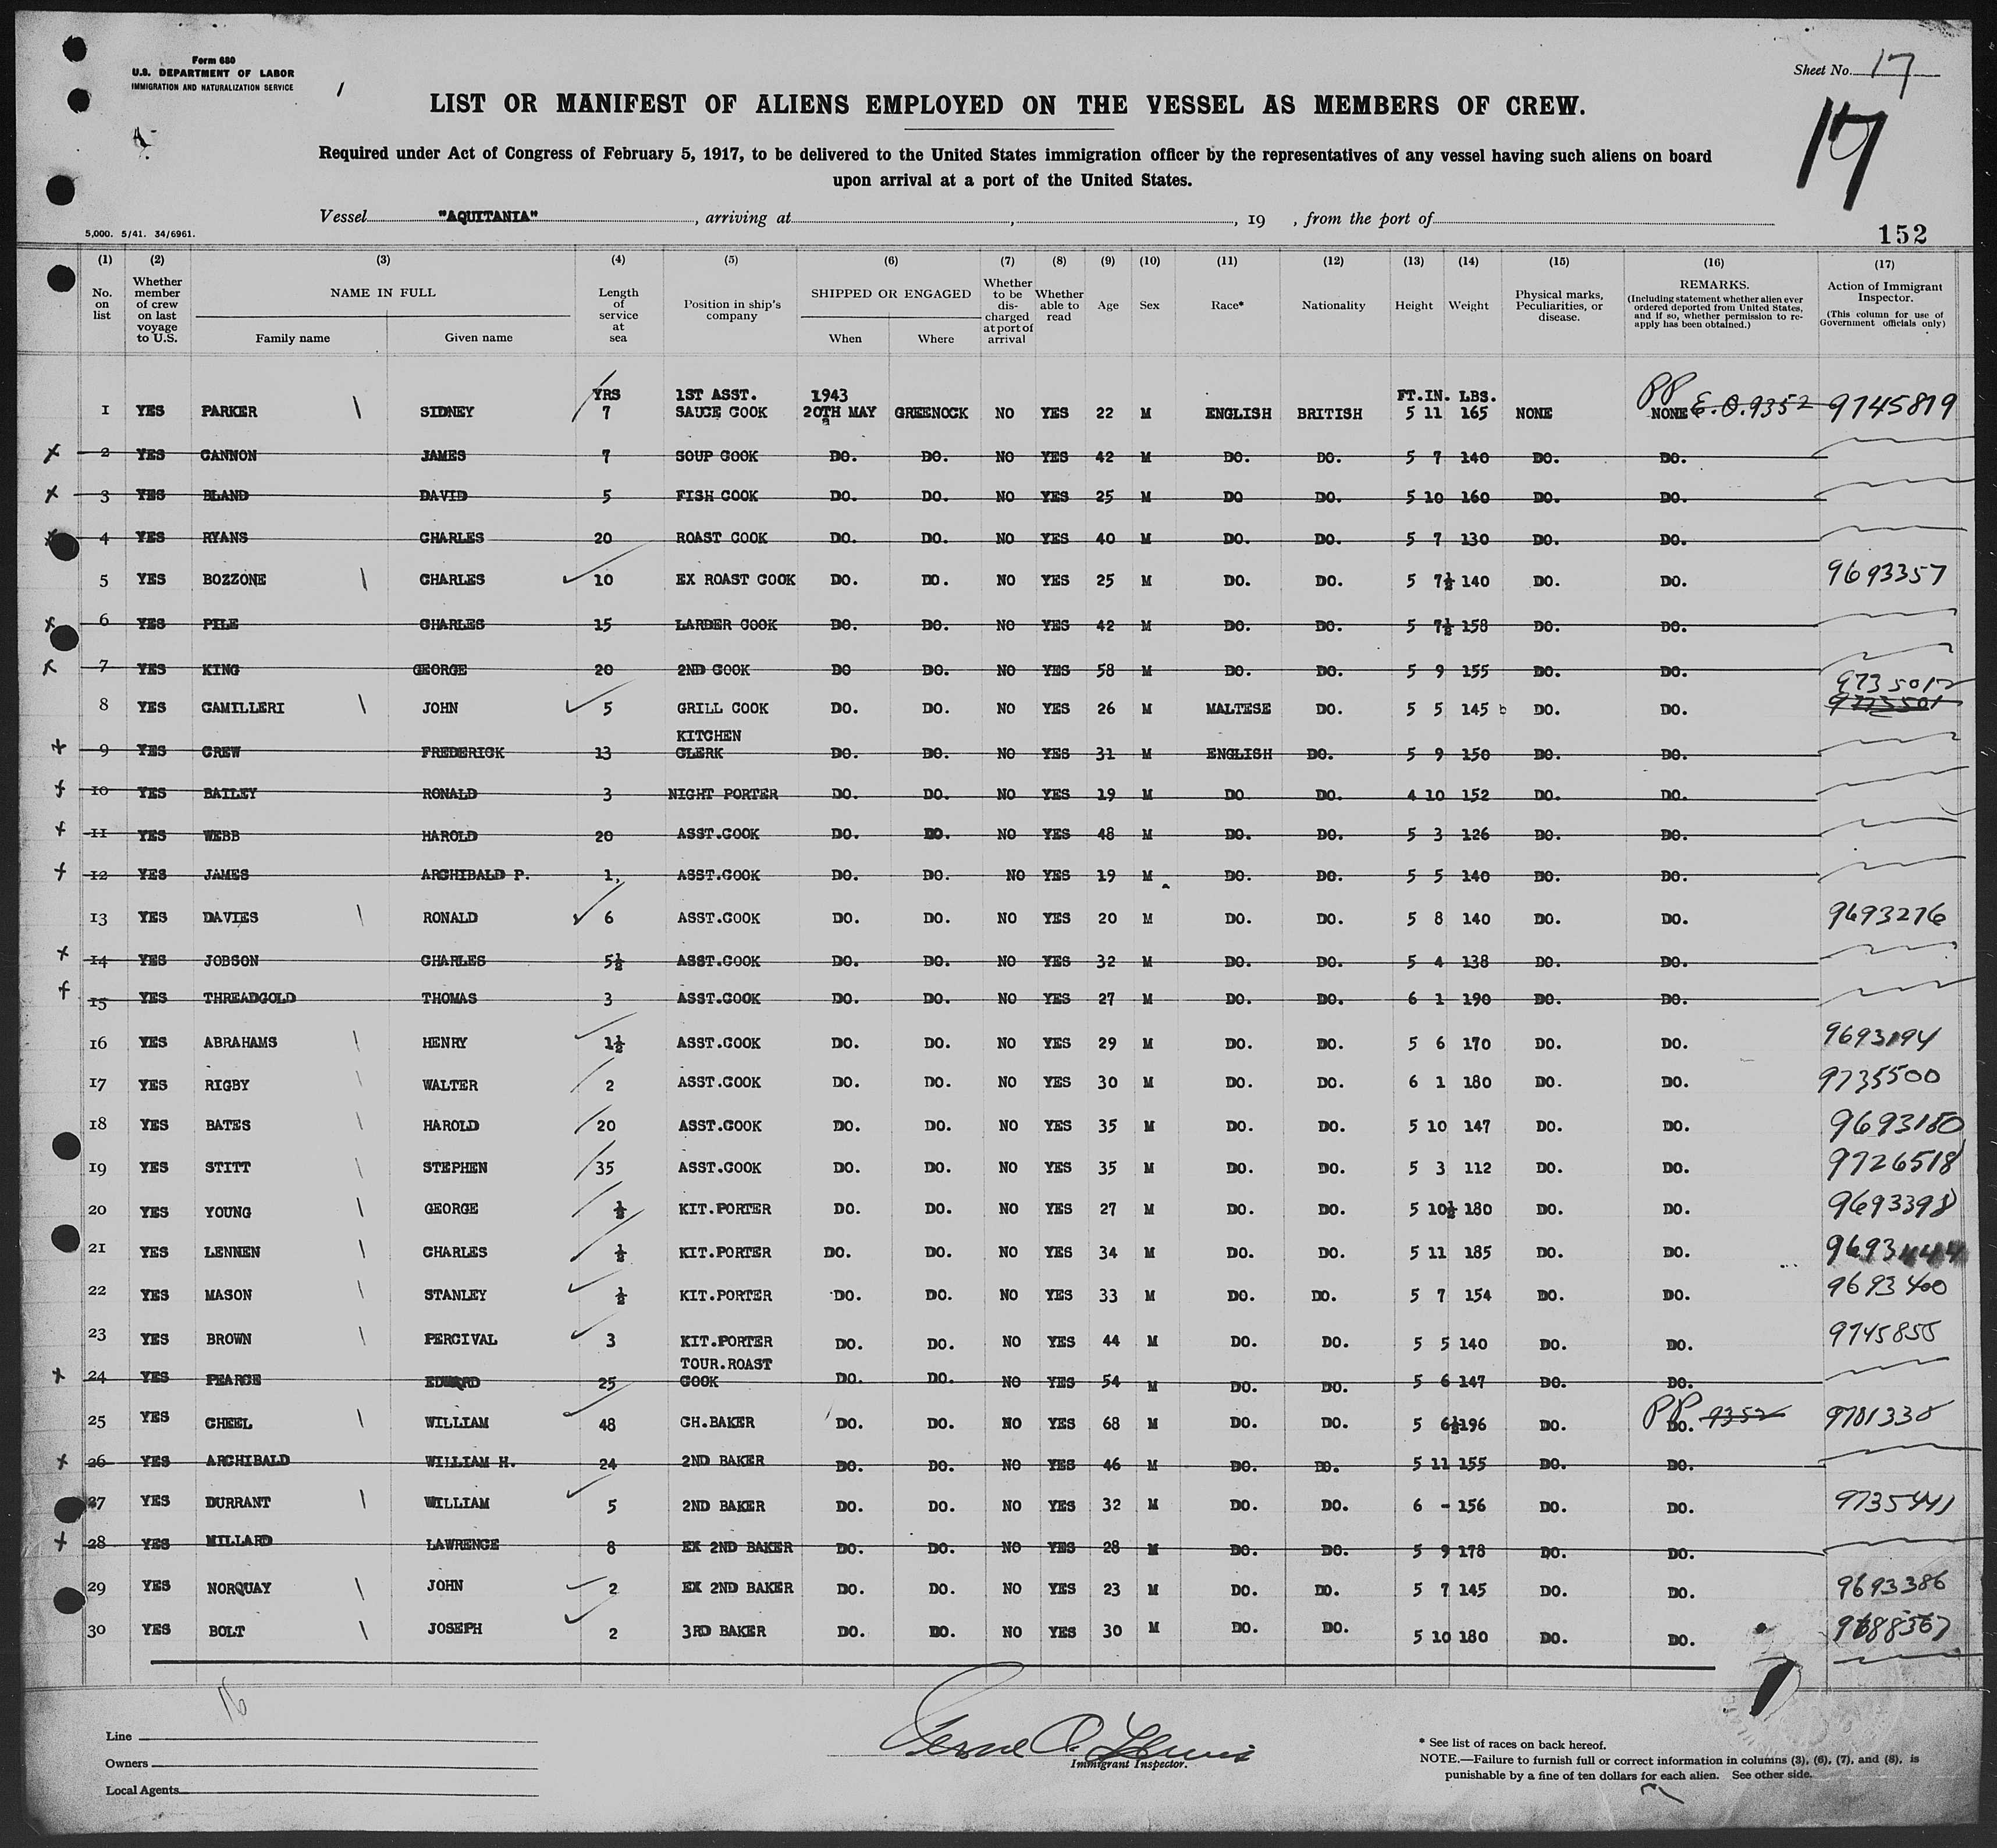 Form 680
U.S. DEPARTMENT OF LABOR
IMMIGRATION AND NATURALIZATION SERVICE
Sheet No. 17
17
LIST OR MANIFEST OF ALIENS EMPLOYED ON THE VESSEL AS MEMBERS OF CREW.
Required under Act of Congress of February 5, 1917, to be delivered to the United States immigration officer by the representatives of any vessel having such aliens on board
upon arrival at a port of the United States.
Vessel "AQUITANIA" , arriving at , , 19 , from the port of
5,000. 5/41. 34/6961.
152
(1) (2) (3) (4) (5) (6) (7) (8) (9) (10) (11) (12) (13) (14) (15) (16) (17)
No. on list Whether member of crew on last voyage to U.S. NAME IN FULL Family name Given name Length of service at sea Position in ship's company SHIPPED OR ENGAGED When Where Whether to be discharged at port of arrival Whether able to read Age Sex Race* Nationality Height Weight Physical marks, Peculiarities, or disease. REMARKS. (Including statement whether alien ever ordered deported from United States, and if so, whether permission to re-apply has been obtained.) Action of Immigrant Inspector. (This column for use of Government officials only)
YRS 1ST ASST. 1943 FT.IN. LBS. PP
1 YES PARKER SIDNEY 7 SAUCE COOK 20TH MAY GREENOCK NO YES 22 M ENGLISH BRITISH 5 11 165 NONE NONE E.O.9352 9745819
2 YES CANNON JAMES 7 SOUP COOK DO. DO. NO YES 42 M DO. DO. 5 7 140 DO. DO.
3 YES BLAND DAVID 5 FISH COOK DO. DO. NO YES 25 M DO DO. 5 10 160 DO. DO.
4 YES RYANS CHARLES 20 ROAST COOK DO. DO. NO YES 40 M DO. DO. 5 7 130 DO. DO.
5 YES BOZZONE CHARLES 10 EX ROAST COOK DO. DO. NO YES 25 M DO. DO. 5 7½ 140 DO. DO. 9693357
6 YES PILE CHARLES 15 LARDER COOK DO. DO. NO YES 42 M DO. DO. 5 7½ 158 DO. DO.
7 YES KING GEORGE 20 2ND COOK DO DO. NO YES 58 M DO. DO. 5 9 155 DO. DO.
9735012
8 YES CAMILLERI JOHN 5 GRILL COOK DO. DO. NO YES 26 M MALTESE DO. 5 5 145 DO. DO.
KITCHEN
9 YES CREW FREDERICK 13 CLERK DO. DO. NO YES 31 M ENGLISH DO. 5 9 150 DO. DO.
10 YES BAILEY RONALD 3 NIGHT PORTER DO. DO. NO YES 19 M DO DO. 4 10 152 DO. DO.
11 YES WEBB HAROLD 20 ASST.COOK DO. DO. NO YES 48 M DO. DO. 5 3 126 DO. DO.
12 YES JAMES ARCHIBALD P. 1, ASST.COOK DO. DO. NO YES 19 M DO. DO. 5 5 140 DO. DO.
13 YES DAVIES RONALD 6 ASST.COOK DO. DO. NO YES 20 M DO. DO. 5 8 140 DO. DO. 9693276
14 YES JOBSON CHARLES 5½ ASST.COOK DO. DO. NO YES 32 M DO. DO. 5 4 138 DO. DO.
15 YES THREADGOLD THOMAS 3 ASST.COOK DO. DO. NO YES 27 M DO. DO. 6 1 190 DO. DO.
16 YES ABRAHAMS HENRY 1½ ASST.COOK DO. DO. NO YES 29 M DO. DO. 5 6 170 DO. DO. 9693194
17 YES RIGBY WALTER 2 ASST.COOK DO. DO. NO YES 30 M DO. DO. 6 1 180 DO. DO. 9735500
18 YES BATES HAROLD 20 ASST.COOK DO. DO. NO YES 35 M DO. DO. 5 10 147 DO. DO. 9693180
19 YES STITT STEPHEN 35 ASST.COOK DO. DO. NO YES 35 M DO. DO. 5 3 112 DO. DO. 9726518
20 YES YOUNG GEORGE ½ KIT.PORTER DO. DO. NO YES 27 M DO. DO. 5 10½ 180 DO. DO. 9693398
21 YES LENNEN CHARLES ½ KIT.PORTER DO. DO. NO YES 34 M DO. DO. 5 11 185 DO. DO. 9693444
22 YES MASON STANLEY ½ KIT.PORTER DO. DO. NO YES 33 M DO. DO. 5 7 154 DO. DO. 9693400
23 YES BROWN PERCIVAL 3 KIT.PORTER DO. DO. NO YES 44 M DO. DO. 5 5 140 DO. DO. 9745855
TOUR.ROAST
24 YES PEARCE EDWARD 25 COOK DO. DO. NO YES 54 M DO. DO. 5 6 147 DO. DO.
25 YES CHEEL WILLIAM 48 CH.BAKER DO. DO. NO YES 68 M DO. DO. 5 6½ 196 DO. PP DO. 9352 9701338
26 YES ARCHIBALD WILLIAM H. 24 2ND BAKER DO. DO. NO YES 46 M DO. DO. 5 11 155 DO. DO.
27 YES DURRANT WILLIAM 5 2ND BAKER DO. DO. NO YES 32 M DO. DO. 6 - 156 DO. DO. 9735441
28 YES MILLARD LAWRENCE 8 EX 2ND BAKER DO. DO. NO YES 28 M DO. DO. 5 9 178 DO. DO.
29 YES NORQUAY JOHN 2 EX 2ND BAKER DO. DO. NO YES 23 M DO. DO. 5 7 145 DO. DO. 9693386
30 YES BOLT JOSEPH 2 3RD BAKER DO. DO. NO YES 30 M DO. DO. 5 10 180 DO. DO. 9688567
16
Line
Owners
Local Agents
Immigrant Inspector.
* See list of races on back hereof.
NOTE.—Failure to furnish full or correct information in columns (3), (6), (7), and (8), is
punishable by a fine of ten dollars for each alien. See other side.